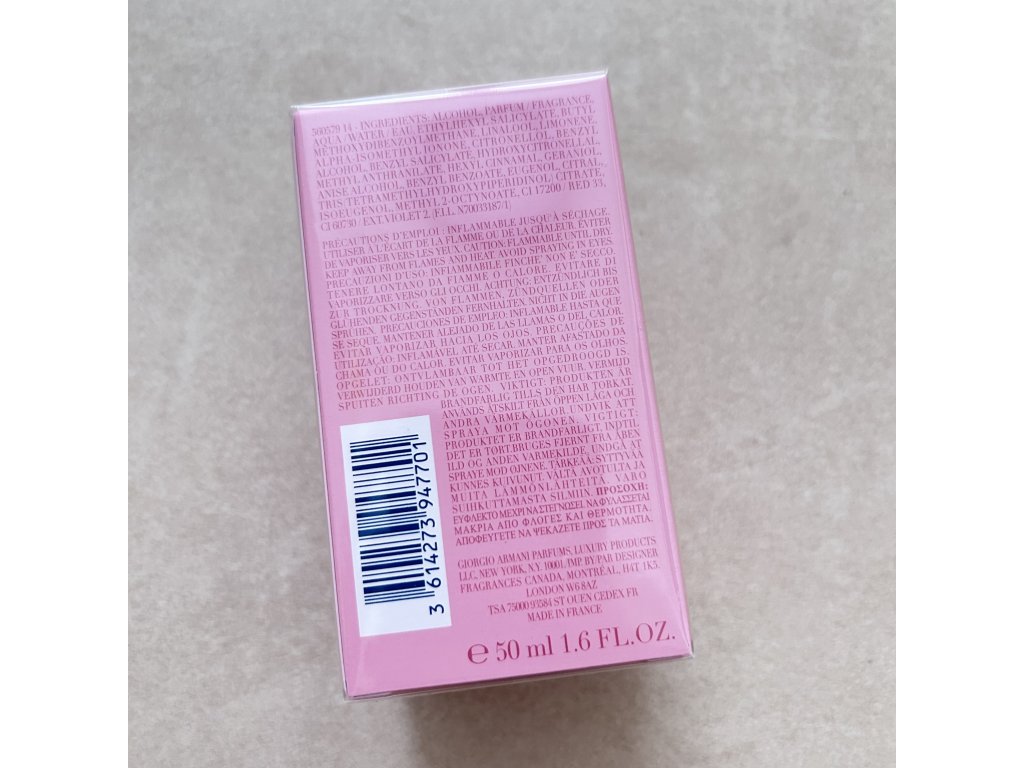 360579 14 - INGREDIENTS: ALCOHOL, PARFUM / FRAGRANCE,
AQUA / WATER / EAU, ETHYLHEXYL SALICYLATE, BUTYL
METHOXYDIBENZOYLMETHANE, LINALOOL, LIMONENE
ALPHA-ISOMETHYL IONONE, CITRONELLOL, BENZYL
ALCOHOL, BENZYL SALICYLATE, HYDROXYCITRONELLAL,
METHYL ANTHRANILATE, HEXYL CINNAMAL, GERANIOL,
ANISE ALCOHOL, BENZYL BENZOATE, EUGENOL, CITRAL,
TRIS(TETRAMETHYLHYDROXYPIPERIDINOL) CITRATE,
ISOEUGENOL, METHYL 2-OCTYNOATE, CI 17200 / RED 33,
CI 60730 / EXT. VIOLET 2. (F.I.L. N70033187/1)
PRÉCAUTIONS D'EMPLOI : INFLAMMABLE JUSQU'À SÉCHAGE.
UTILISER À L'ÉCART DE LA FLAMME OU DE LA CHALEUR. ÉVITER
DE VAPORISER VERS LES YEUX. CAUTION: FLAMMABLE UNTIL DRY.
KEEP AWAY FROM FLAMES AND HEAT. AVOID SPRAYING IN EYES.
PRECAUZIONI D'USO: INFIAMMABILE FINCHE' NON E' SECCO.
TENERE LONTANO DA FIAMME O CALORE. EVITARE DI
VAPORIZZARE VERSO GLI OCCHI. ACHTUNG: ENTZÜNDLICH BIS
ZUR TROCKNUNG. VON FLAMMEN, ZÜNDQUELLEN ODER
GLÜHENDEN GEGENSTÄNDEN FERNHALTEN. NICHT IN DIE AUGEN
SPRÜHEN. PRECAUCIONES DE EMPLEO: INFLAMABLE HASTA QUE
SE SEQUE. MANTENER ALEJADO DE LAS LLAMAS O DEL CALOR.
EVITAR VAPORIZAR HACIA LOS OJOS. PRECAUÇÕES DE
UTILIZAÇÃO: INFLAMÁVEL ATÉ SECAR. MANTER AFASTADO DA
CHAMA OU DO CALOR. EVITAR VAPORIZAR PARA OS OLHOS.
OPGELET: ONTVLAMBAAR TOT HET OPGEDROOGD IS.
VERWIJDERD HOUDEN VAN WARMTE EN OPEN VUUR. VERMIJD
SPUITEN RICHTING DE OGEN. VIKTIGT: PRODUKTEN ÄR
BRANDFARLIG TILLS DEN HAR TORKAT.
ANVÄNDS ÅTSKILT FRÅN ÖPPEN LÅGA OCH
ANDRA VÄRMEKÄLLOR. UNDVIK ATT
SPRAYA MOT ÖGONEN. VIGTIGT:
PRODUKTET ER BRANDFARLIGT, INDTIL
DET ER TØRT. BRUGES FJERNT FRA ÅBEN
ILD OG ANDEN VARMEKILDE. UNDGÅ AT
SPRAYE MOD ØJNENE. TÄRKEÄÄ: SYTTYVÄÄ
KUNNES KUIVUNUT. VÄLTÄ AVOTULTA JA
MUITA LÄMMÖNLÄHTEITÄ. VARO
SUIHKUTTAMASTA SILMIIN. ΠΡΟΣΟΧΗ:
ΕΥΦΛΕΚΤΟ ΜΕΧΡΙ ΝΑ ΣΤΕΓΝΩΣΕΙ. ΝΑ ΦΥΛΑΣΣΕΤΑΙ
ΜΑΚΡΙΑ ΑΠΟ ΦΛΟΓΕΣ ΚΑΙ ΘΕΡΜΟΤΗΤΑ.
ΑΠΟΦΕΥΓΕΤΕ ΝΑ ΨΕΚΑΖΕΤΕ ΠΡΟΣ ΤΑ ΜΑΤΙΑ.
3 614273 947701
GIORGIO ARMANI PARFUMS, LUXURY PRODUCTS
LLC, NEW YORK, N.Y. 10001, IMP. BY/PAR DESIGNER
FRAGRANCES CANADA, MONTRÉAL, H4T 1K5.
LONDON W6 8AZ
TSA 75000 93584 ST OUEN CEDEX FR
MADE IN FRANCE
℮ 50 ml 1.6 FL.OZ.